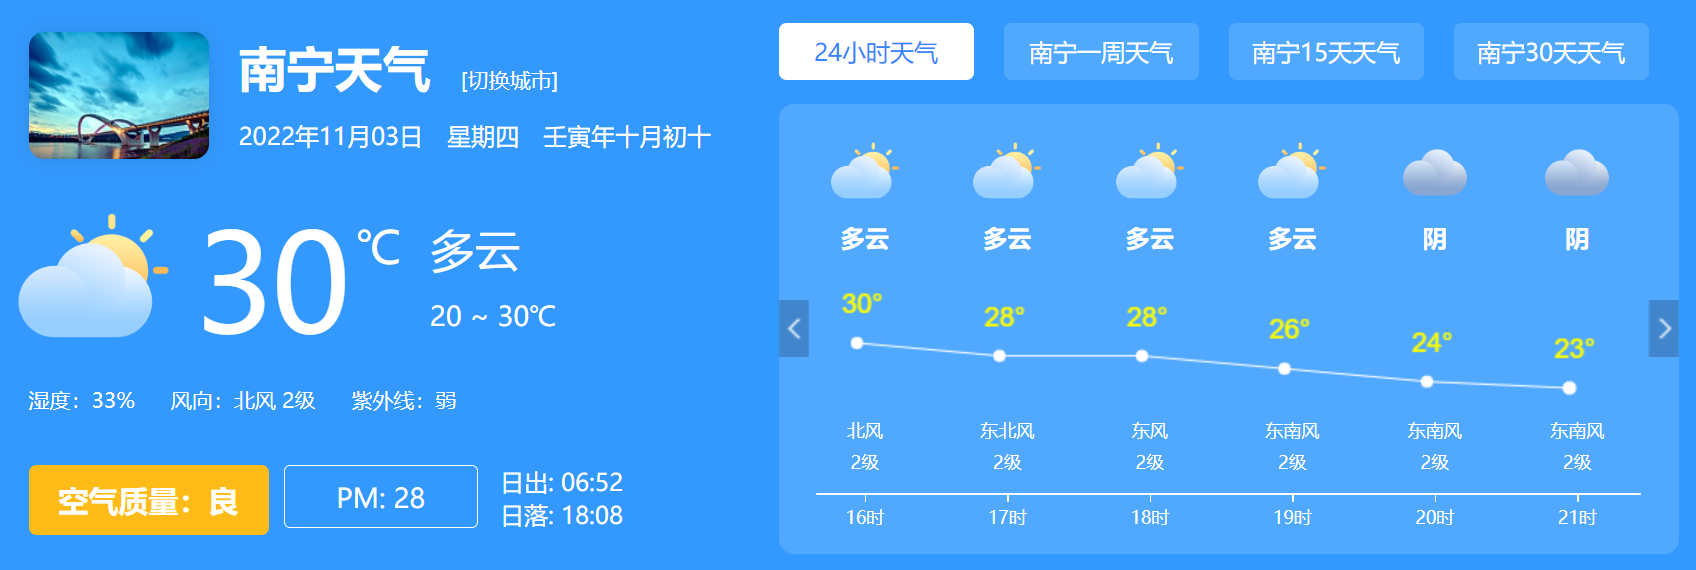 南宁天气 [切换城市]
2022年11月03日 星期四 壬寅年十月初十
30℃ 多云
20 ~ 30℃
湿度：33% 风向：北风 2级 紫外线：弱
空气质量：良 PM: 28
日出: 06:52
日落: 18:08
24小时天气 南宁一周天气 南宁15天天气 南宁30天天气
多云 多云 多云 多云 阴 阴
30° 28° 28° 26° 24° 23°
北风 东北风 东风 东南风 东南风 东南风
2级 2级 2级 2级 2级 2级
16时 17时 18时 19时 20时 21时